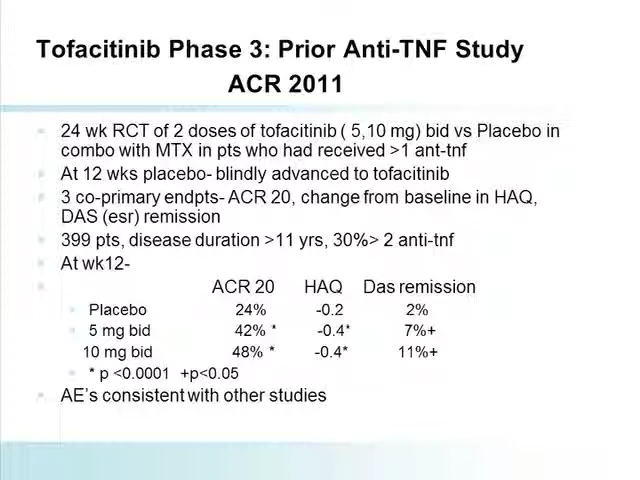 Tofacitinib Phase 3: Prior Anti-TNF Study
ACR 2011
24 wk RCT of 2 doses of tofacitinib ( 5,10 mg) bid vs Placebo in
combo with MTX in pts who had received >1 ant-tnf
At 12 wks placebo- blindly advanced to tofacitinib
3 co-primary endpts- ACR 20, change from baseline in HAQ,
DAS (esr) remission
399 pts, disease duration >11 yrs, 30%> 2 anti-tnf
At wk12-
ACR 20 HAQ Das remission
Placebo 24% -0.2 2%
5 mg bid 42% * -0.4* 7%+
10 mg bid 48% * -0.4* 11%+
* p <0.0001 +p<0.05
AE’s consistent with other studies